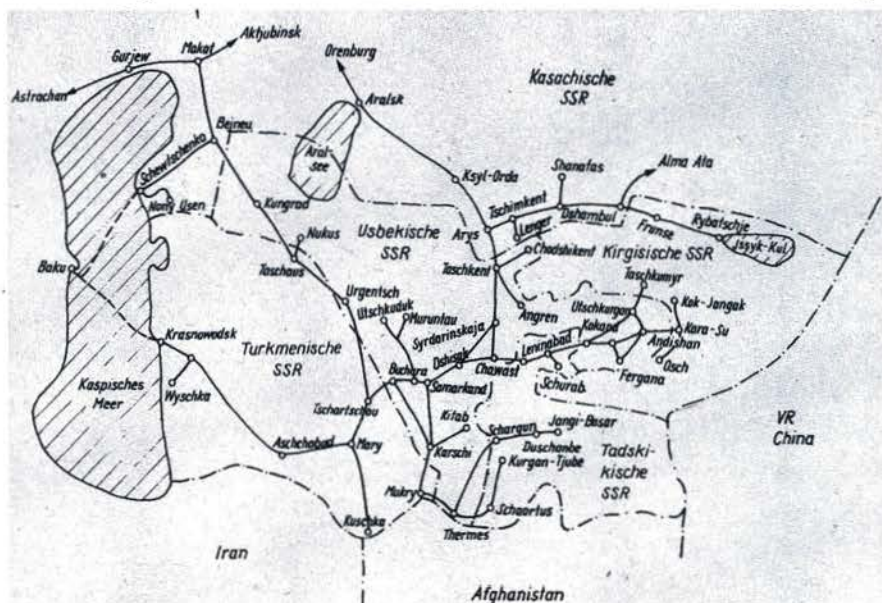 Aktjubinsk
Makat
Gurjew
Orenburg
Astrachan
Kasachische
SSR
Aralsk
Bejneu
Schewtschenko
Aral-
see
Shanatas
Alma Ata
Ksyl-Orda
Tschimkent
Nowy Usen
Kungrad
Lenger
Dshambul
Rybatschje
Frunse
Arys
Nukus
Usbekische
SSR
Chodshikent
Issyk-Kul
Kirgisische SSR
Taschkent
Taschkumyr
Baku
Taschaus
Urgentsch
Utschkuduk
Muruntau
Angren
Utschkurgon
Kok-Jangak
Syrdarinskaja
Kokand
Kara-Su
Krasnowodsk
Turkmenische
SSR
Leninabad
Andishan
Dshisak
Buchara
Chawast
Osch
Kaspisches
Meer
Wyschka
Samarkand
Schurab
Fergana
Tschartschou
Kitab
VR
China
Schargun
Jangi-Basar
Aschchabad
Mary
Karschi
Duschanbe
Kurgan-Tjube
Tadski-
kische
SSR
Mukry
Schaartus
Kuschka
Thermes
Iran
Afghanistan